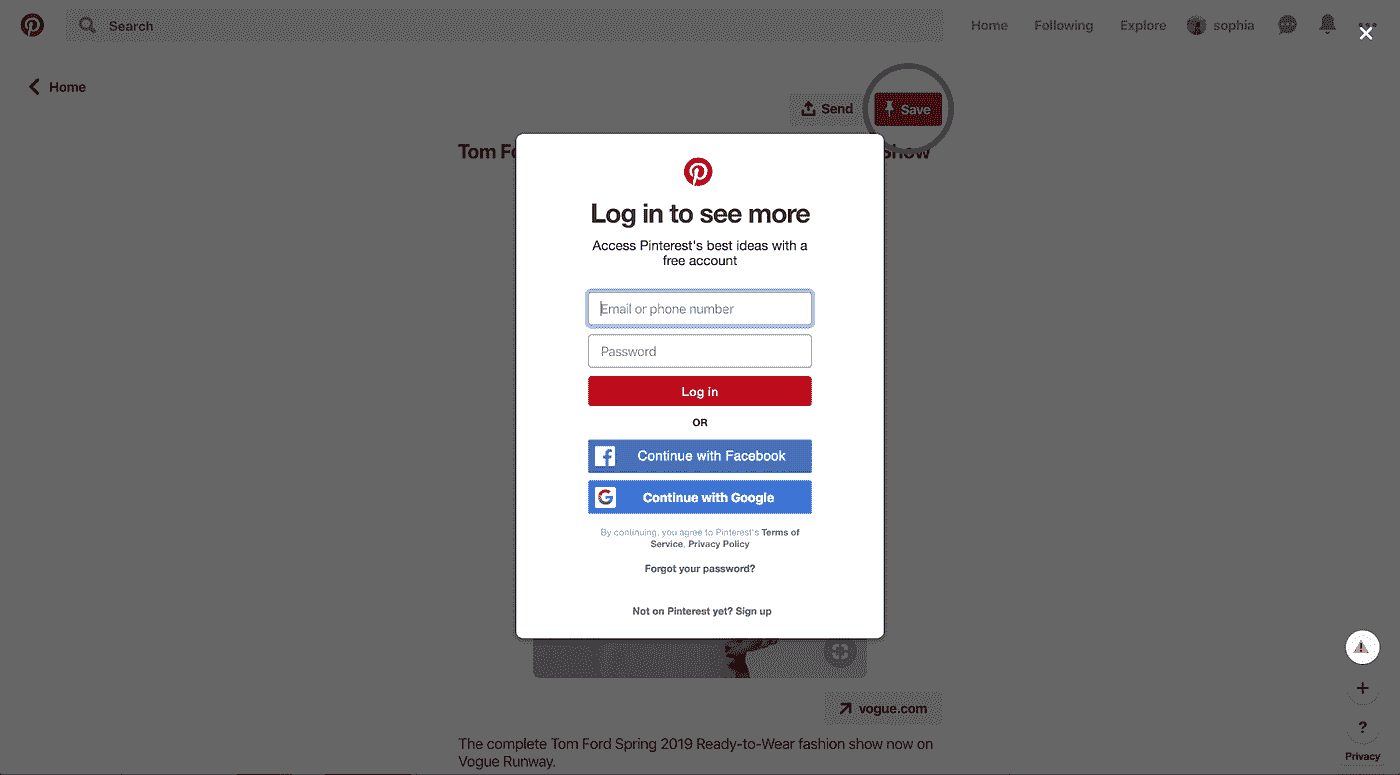 Search
Home
Following
Explore
sophia
Home
Send
Save
Tom Fo
Show
Log in to see more
Access Pinterest's best ideas with a
free account
Email or phone number
Password
Log in
OR
Continue with Facebook
Continue with Google
By continuing, you agree to Pinterest's Terms of
Service, Privacy Policy
Forgot your password?
Not on Pinterest yet? Sign up
vogue.com
The complete Tom Ford Spring 2019 Ready-to-Wear fashion show now on
Vogue Runway.
+
?
Privacy